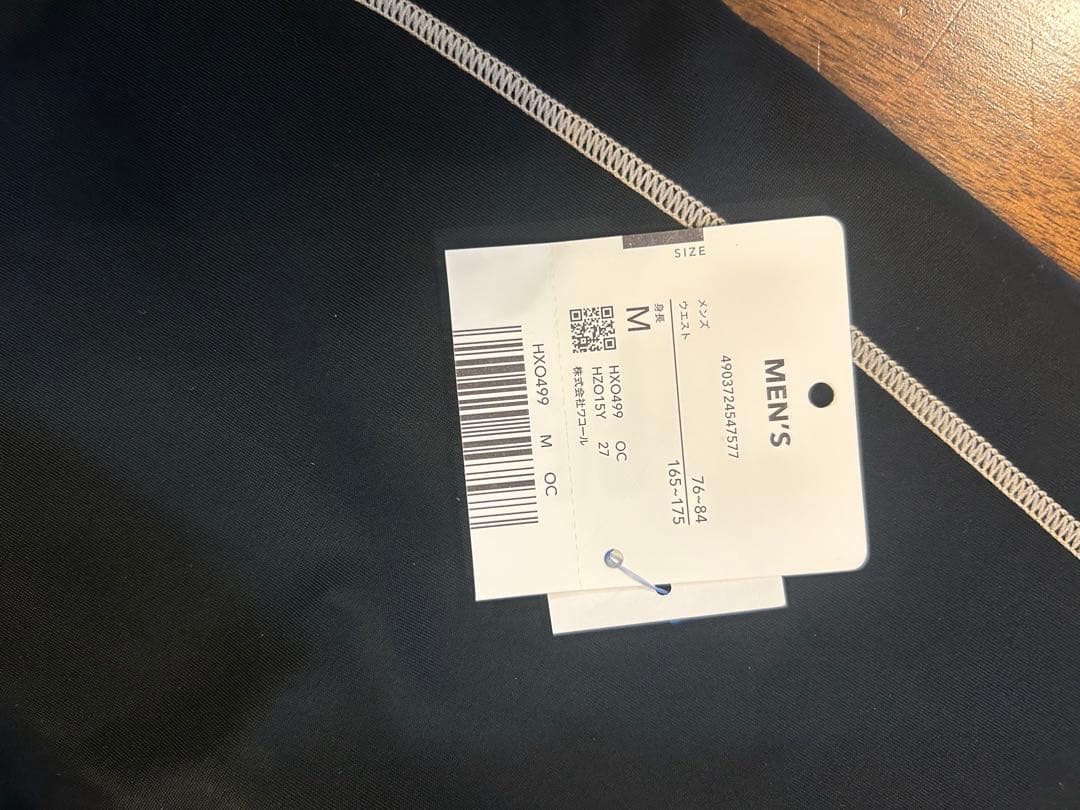 MEN'S
4903724547577
SIZE
メンズ
ウエスト 76~84
身長 165~175
M
HXO499 OC
HZO15Y 27
株式会社ワコール
HXO499 M OC